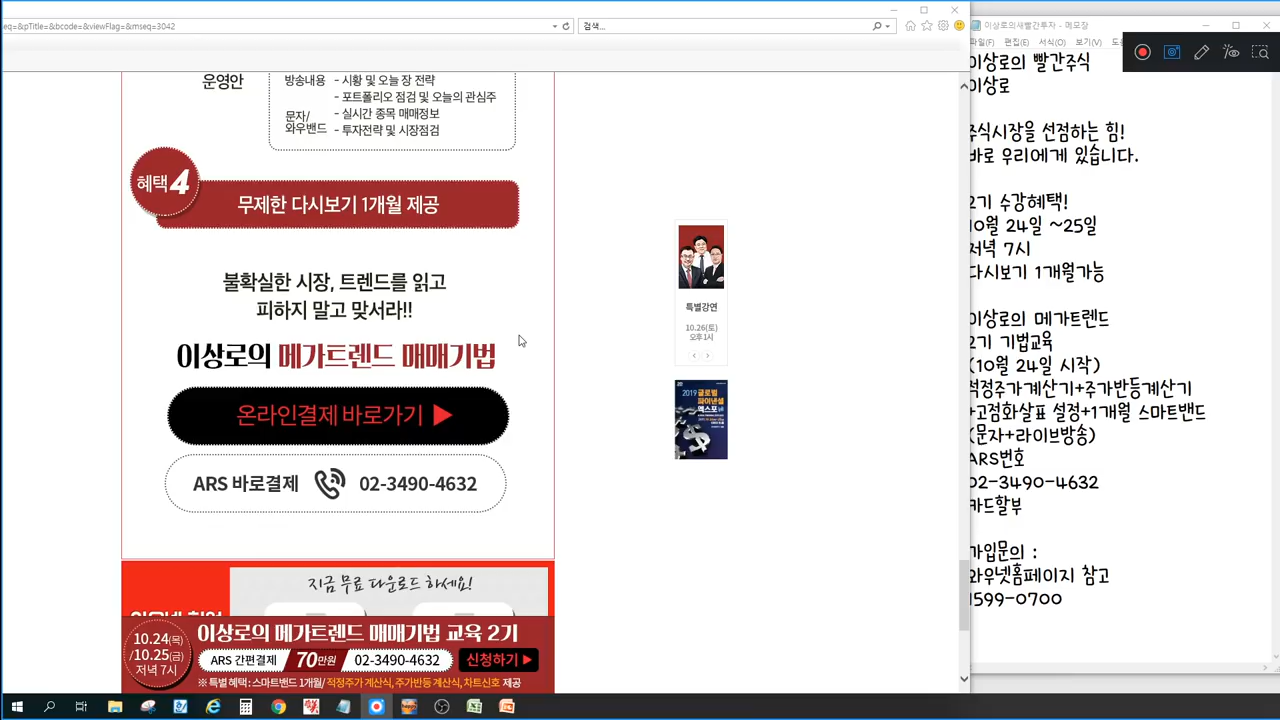 eq=&pTitle=&bcode=&viewFlag=&mseq=3042
검색...
운영안
방송내용 - 시황 및 오늘 장 전략
- 포트폴리오 점검 및 오늘의 관심주
문자/ - 실시간 종목 매매정보
와우밴드 - 투자전략 및 시장점검
혜택4
무제한 다시보기 1개월 제공
불확실한 시장, 트렌드를 읽고
피하지 말고 맞서라!!
이상로의 메가트렌드 매매기법
온라인결제 바로가기 ▶
ARS 바로결제 02-3490-4632
지금 무료 다운로드 하세요!
10.24(목)
/10.25(금)
저녁 7시
이상로의 메가트렌드 매매기법 교육 2기
ARS 간편결제 70만원 02-3490-4632 신청하기 ▶
※ 특별 혜택 : 스마트밴드 1개월/ 적정주가 계산식, 주가반등 계산식, 차트신호 제공
특별강연
10.26(토)
오후 1시
2019 글로벌
파이낸셜
엑스포
이상로의새빨간투자 - 메모장
파일(F) 편집(E) 서식(O) 보기(V)
이상로의 빨간주식
이상로
주식시장을 선점하는 힘!
바로 우리에게 있습니다.
2기 수강혜택!
10월 24일 ~25일
저녁 7시
다시보기 1개월가능
이상로의 메가트렌드
2기 기법교육
(10월 24일 시작)
적정주가계산기+주가반등계산기
+고점화살표 설정+1개월 스마트밴드
(문자+라이브방송)
ARS번호
02-3490-4632
카드할부
가입문의 :
와우넷홈페이지 참고
1599-0700